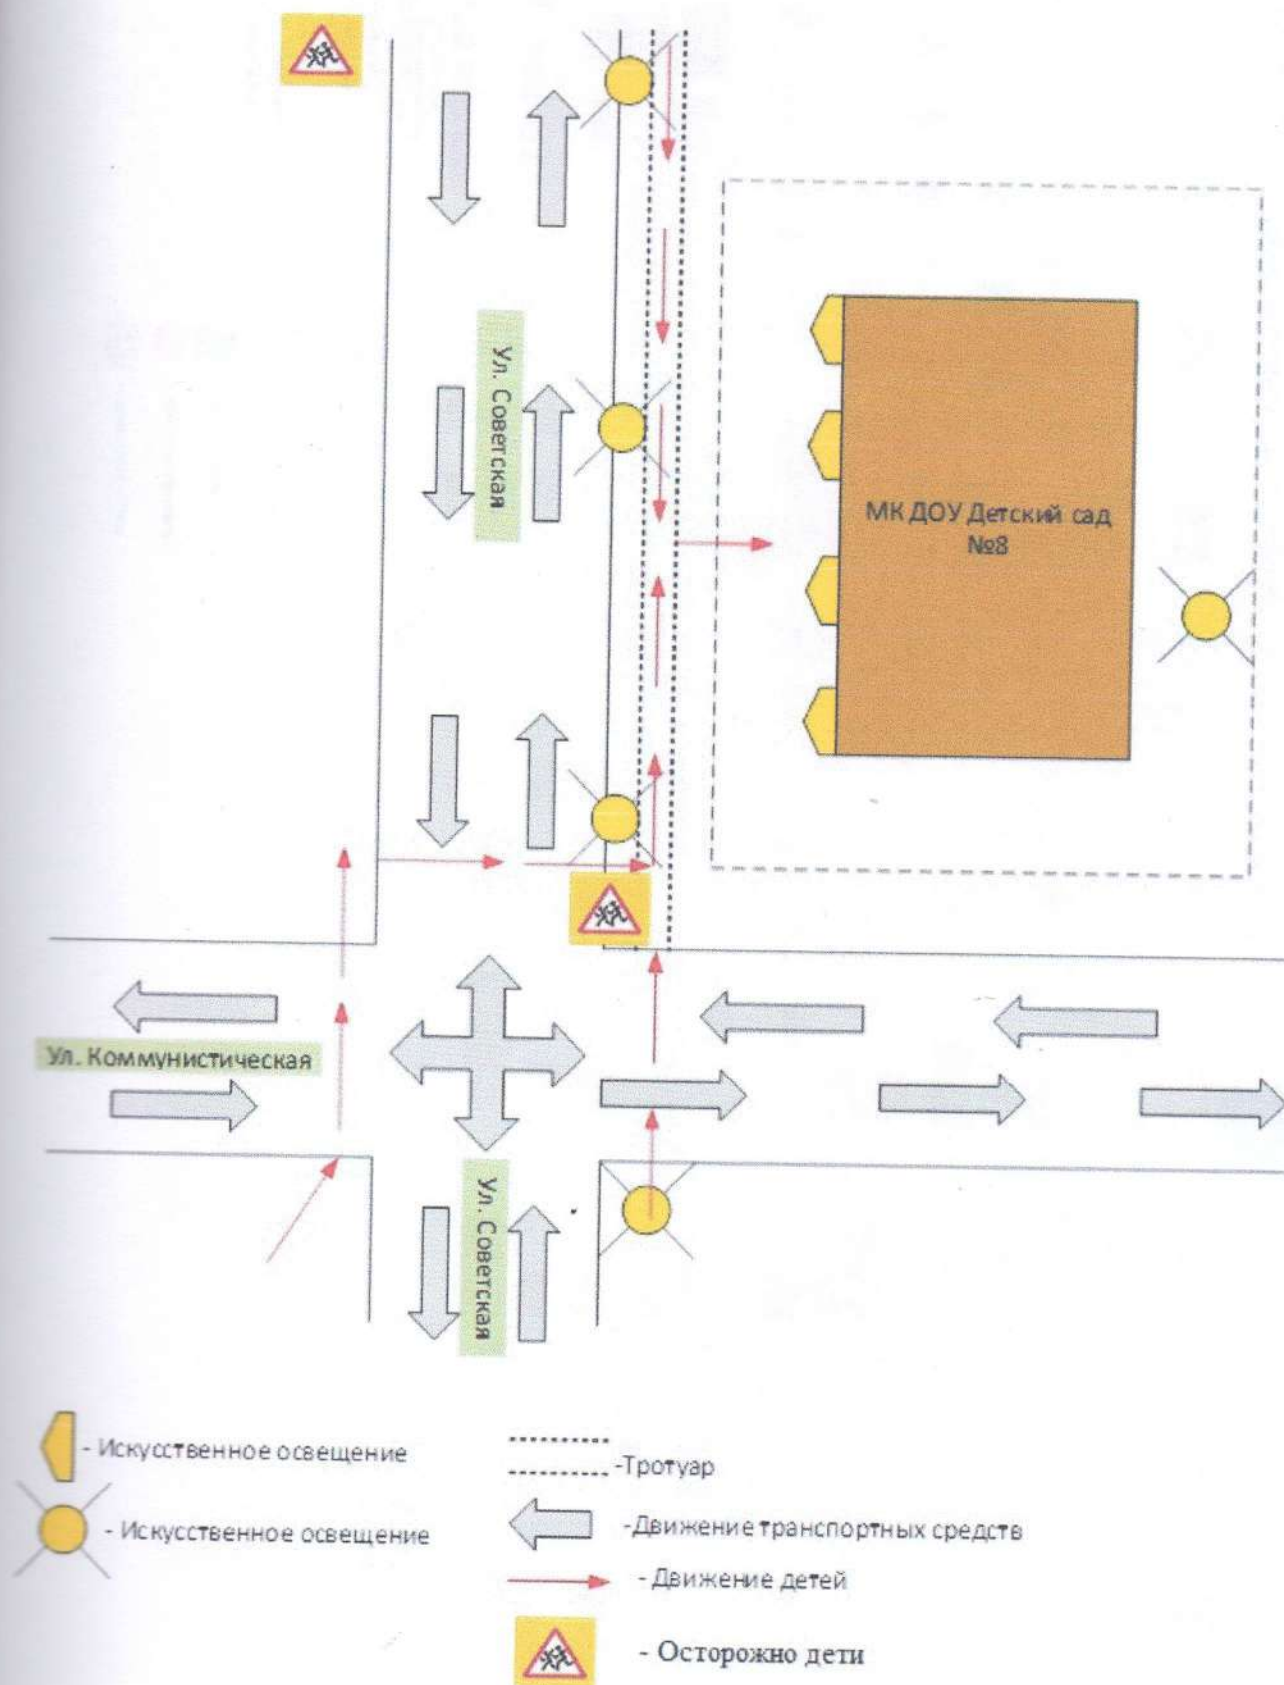 Ул. Советская
МК ДОУ Детский сад
№8
Ул. Коммунистическая
Ул. Советская
- Искусственное освещение
-Тротуар
- Искусственное освещение
-Движение транспортных средств
- Движение детей
- Осторожно дети